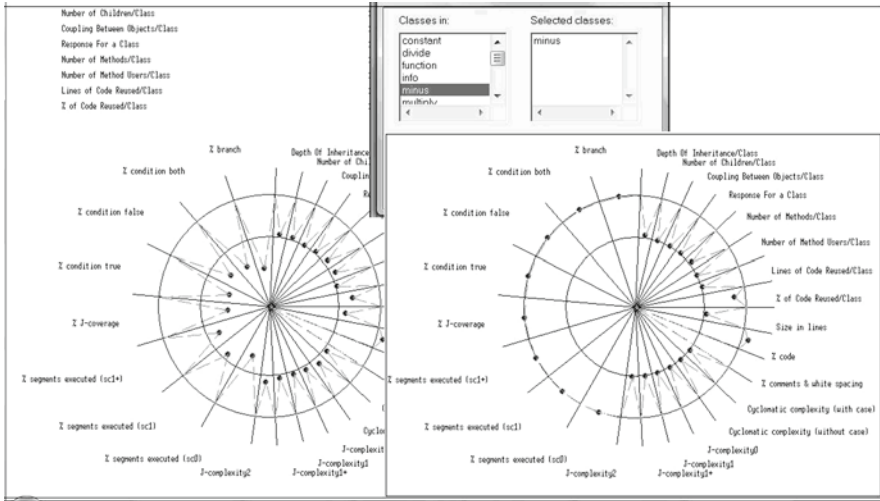 Number of Children/Class
Coupling Between Objects/Class
Response For a Class
Number of Methods/Class
Number of Method Users/Class
Lines of Code Reused/Class
% of Code Reused/Class
Classes in:
Selected classes:
constant
divide
function
info
minus
multiply
minus
% branch
Depth Of Inheritance
Number of Chi
% condition both
Couplin
% condition false
% condition true
% J-coverage
% segments executed (sc1+)
% segments executed (sc1)
% segments executed (sc0)
J-complexity2
J-complexity1+
J-complexity1
J-complexit
Cyclo
% branch
Depth Of Inheritance/Class
Number of Children/Class
% condition both
Coupling Between Objects/Class
Response For a Class
% condition false
Number of Methods/Class
Number of Method Users/Class
% condition true
Lines of Code Reused/Class
% of Code Reused/Class
% J-coverage
Size in lines
% code
% segments executed (sc1+)
% comments & white spacing
Cyclomatic complexity (with case)
% segments executed (sc1)
Cyclomatic complexity (without case)
J-complexity0
% segments executed (sc0)
J-complexity1
J-complexity2
J-complexity1+